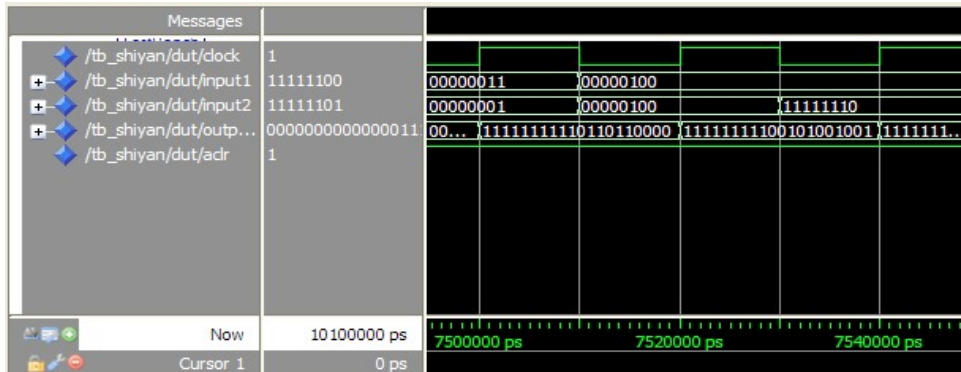 Messages
/tb_shiyan/dut/clock 1
/tb_shiyan/dut/input1 11111100 00000011 00000100
/tb_shiyan/dut/input2 11111101 00000001 00000100 11111110
/tb_shiyan/dut/outp... 0000000000000011 00... 11111111110110110000 11111111100101001001 1111111...
/tb_shiyan/dut/aclr 1
Now 10100000 ps 7500000 ps 7520000 ps 7540000 ps
Cursor 1 0 ps